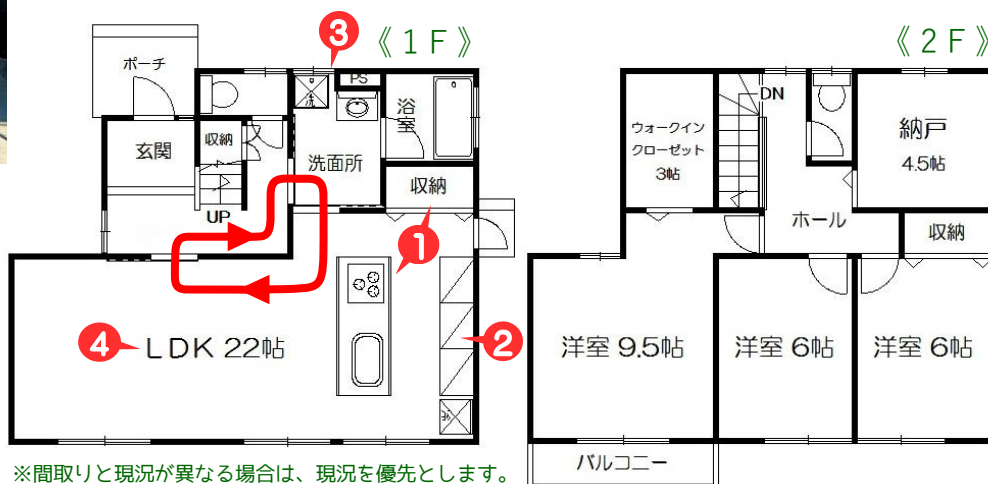 《1F》
ポーチ
3
PS
洗
浴室
玄関
収納
洗面所
収納
UP
1
4
LDK 22帖
2
《2F》
DN
ウォークイン
クローゼット
3帖
納戸
4.5帖
ホール
収納
洋室 9.5帖
洋室 6帖
洋室 6帖
バルコニー
※間取りと現況が異なる場合は、現況を優先とします。